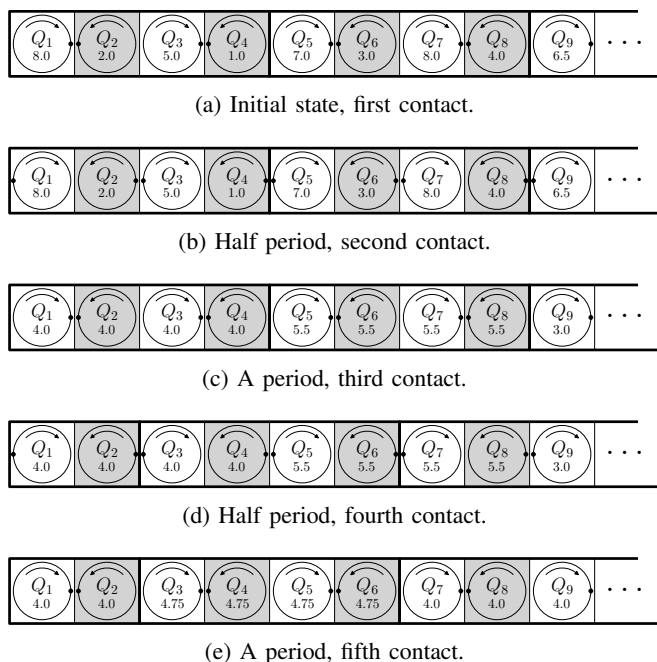 Q1 Q2 Q3 Q4 Q5 Q6 Q7 Q8 Q9 · · ·
8.0 2.0 5.0 1.0 7.0 3.0 8.0 4.0 6.5
(a) Initial state, first contact.
Q1 Q2 Q3 Q4 Q5 Q6 Q7 Q8 Q9 · · ·
8.0 2.0 5.0 1.0 7.0 3.0 8.0 4.0 6.5
(b) Half period, second contact.
Q1 Q2 Q3 Q4 Q5 Q6 Q7 Q8 Q9 · · ·
4.0 4.0 4.0 4.0 5.5 5.5 5.5 5.5 3.0
(c) A period, third contact.
Q1 Q2 Q3 Q4 Q5 Q6 Q7 Q8 Q9 · · ·
4.0 4.0 4.0 4.0 5.5 5.5 5.5 5.5 3.0
(d) Half period, fourth contact.
Q1 Q2 Q3 Q4 Q5 Q6 Q7 Q8 Q9 · · ·
4.0 4.0 4.75 4.75 4.75 4.75 4.0 4.0 4.0
(e) A period, fifth contact.